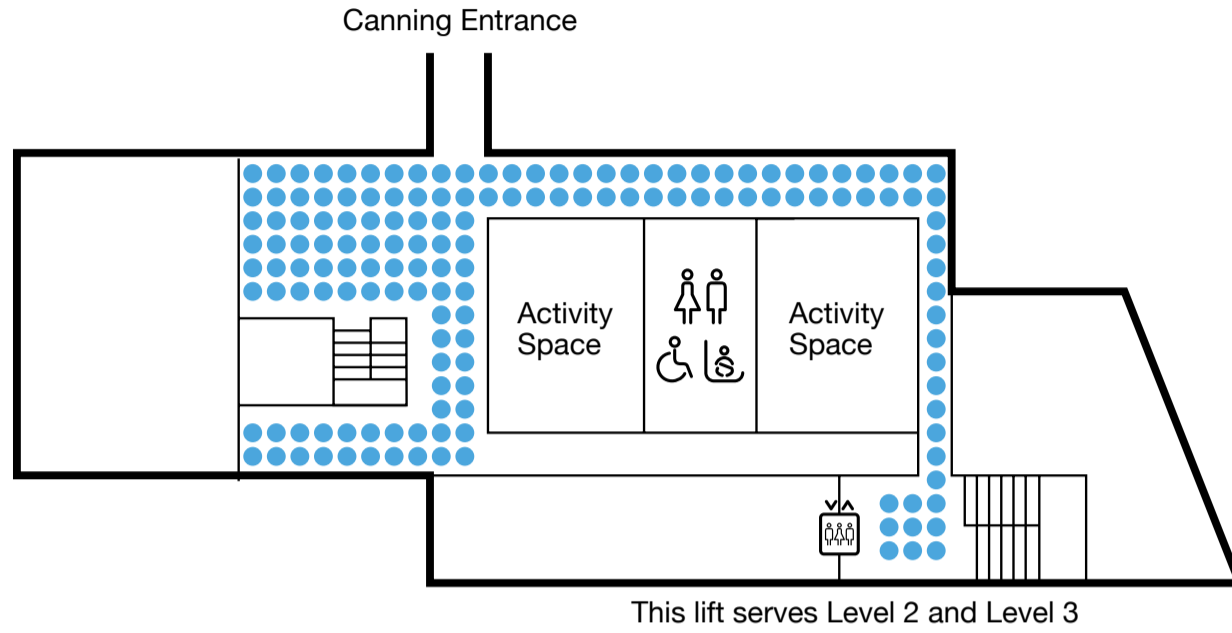 Canning Entrance
Activity
Space
Activity
Space
This lift serves Level 2 and Level 3